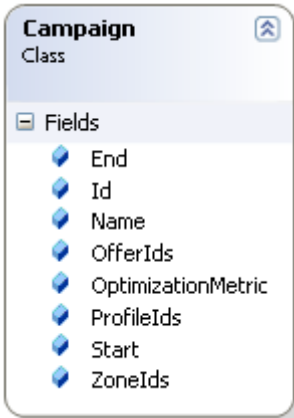 Campaign
Class
Fields
End
Id
Name
OfferIds
OptimizationMetric
ProfileIds
Start
ZoneIds